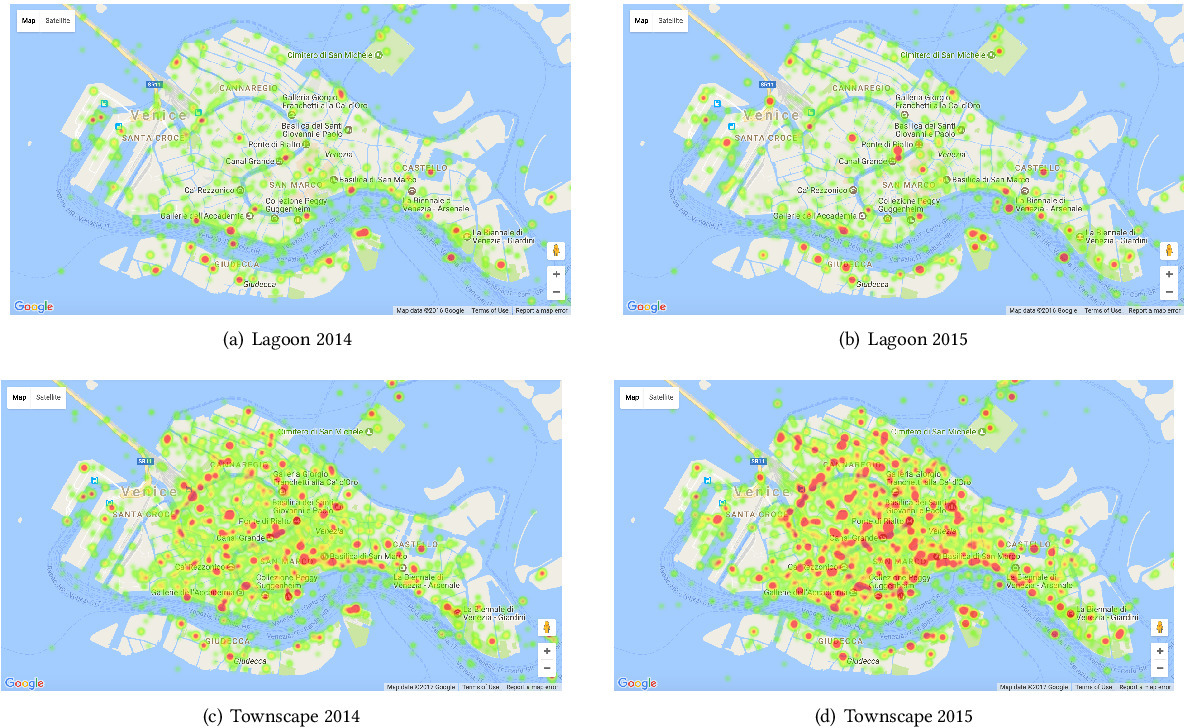 Map Satellite
Cimitero di San Michele
SR11
CANNAREGIO
Galleria Giorgio
Franchetti alla Ca' d'Oro
Venice
Basilica dei Santi
Giovanni e Paolo
SANTA CROCE
Ponte di Rialto
Venezia
Canal Grande
CASTELLO
SAN MARCO
Basilica di San Marco
Ca' Rezzonico
Collezione Peggy
Guggenheim
La Biennale di
Venezia - Arsenale
Gallerie dell'Accademia
La Biennale di
Venezia - Giardini
GIUDECCA
Giudecca
Google
Map data ©2016 Google Terms of Use Report a map error
(a) Lagoon 2014
Map Satellite
Cimitero di San Michele
SR11
CANNAREGIO
Galleria Giorgio
Franchetti alla Ca' d'Oro
Venice
Basilica dei Santi
Giovanni e Paolo
SANTA CROCE
Ponte di Rialto
Venezia
Canal Grande
CASTELLO
SAN MARCO
Basilica di San Marco
Ca' Rezzonico
Collezione Peggy
Guggenheim
La Biennale di
Venezia - Arsenale
Gallerie dell'Accademia
La Biennale di
Venezia - Giardini
GIUDECCA
Giudecca
Google
Map data ©2016 Google Terms of Use Report a map error
(b) Lagoon 2015
Map Satellite
Cimitero di San Michele
SR11
CANNAREGIO
Galleria Giorgio
Franchetti alla Ca' d'Oro
Venice
Basilica dei Santi
Giovanni e Paolo
SANTA CROCE
Ponte di Rialto
Venezia
Canal Grande
CASTELLO
SAN MARCO
Basilica di San Marco
Ca' Rezzonico
Collezione Peggy
Guggenheim
La Biennale di
Venezia - Arsenale
Gallerie dell'Accademia
La Biennale di
Venezia - Giardini
GIUDECCA
Giudecca
Google
Map data ©2017 Google Terms of Use Report a map error
(c) Townscape 2014
Map Satellite
Cimitero di San Michele
SR11
CANNAREGIO
Galleria Giorgio
Franchetti alla Ca' d'Oro
Venice
Basilica dei Santi
Giovanni e Paolo
SANTA CROCE
Ponte di Rialto
Venezia
Canal Grande
CASTELLO
SAN MARCO
Basilica di San Marco
Ca' Rezzonico
Collezione Peggy
Guggenheim
La Biennale di
Venezia - Arsenale
Gallerie dell'Accademia
La Biennale di
Venezia - Giardini
GIUDECCA
Giudecca
Google
Map data ©2017 Google Terms of Use Report a map error
(d) Townscape 2015